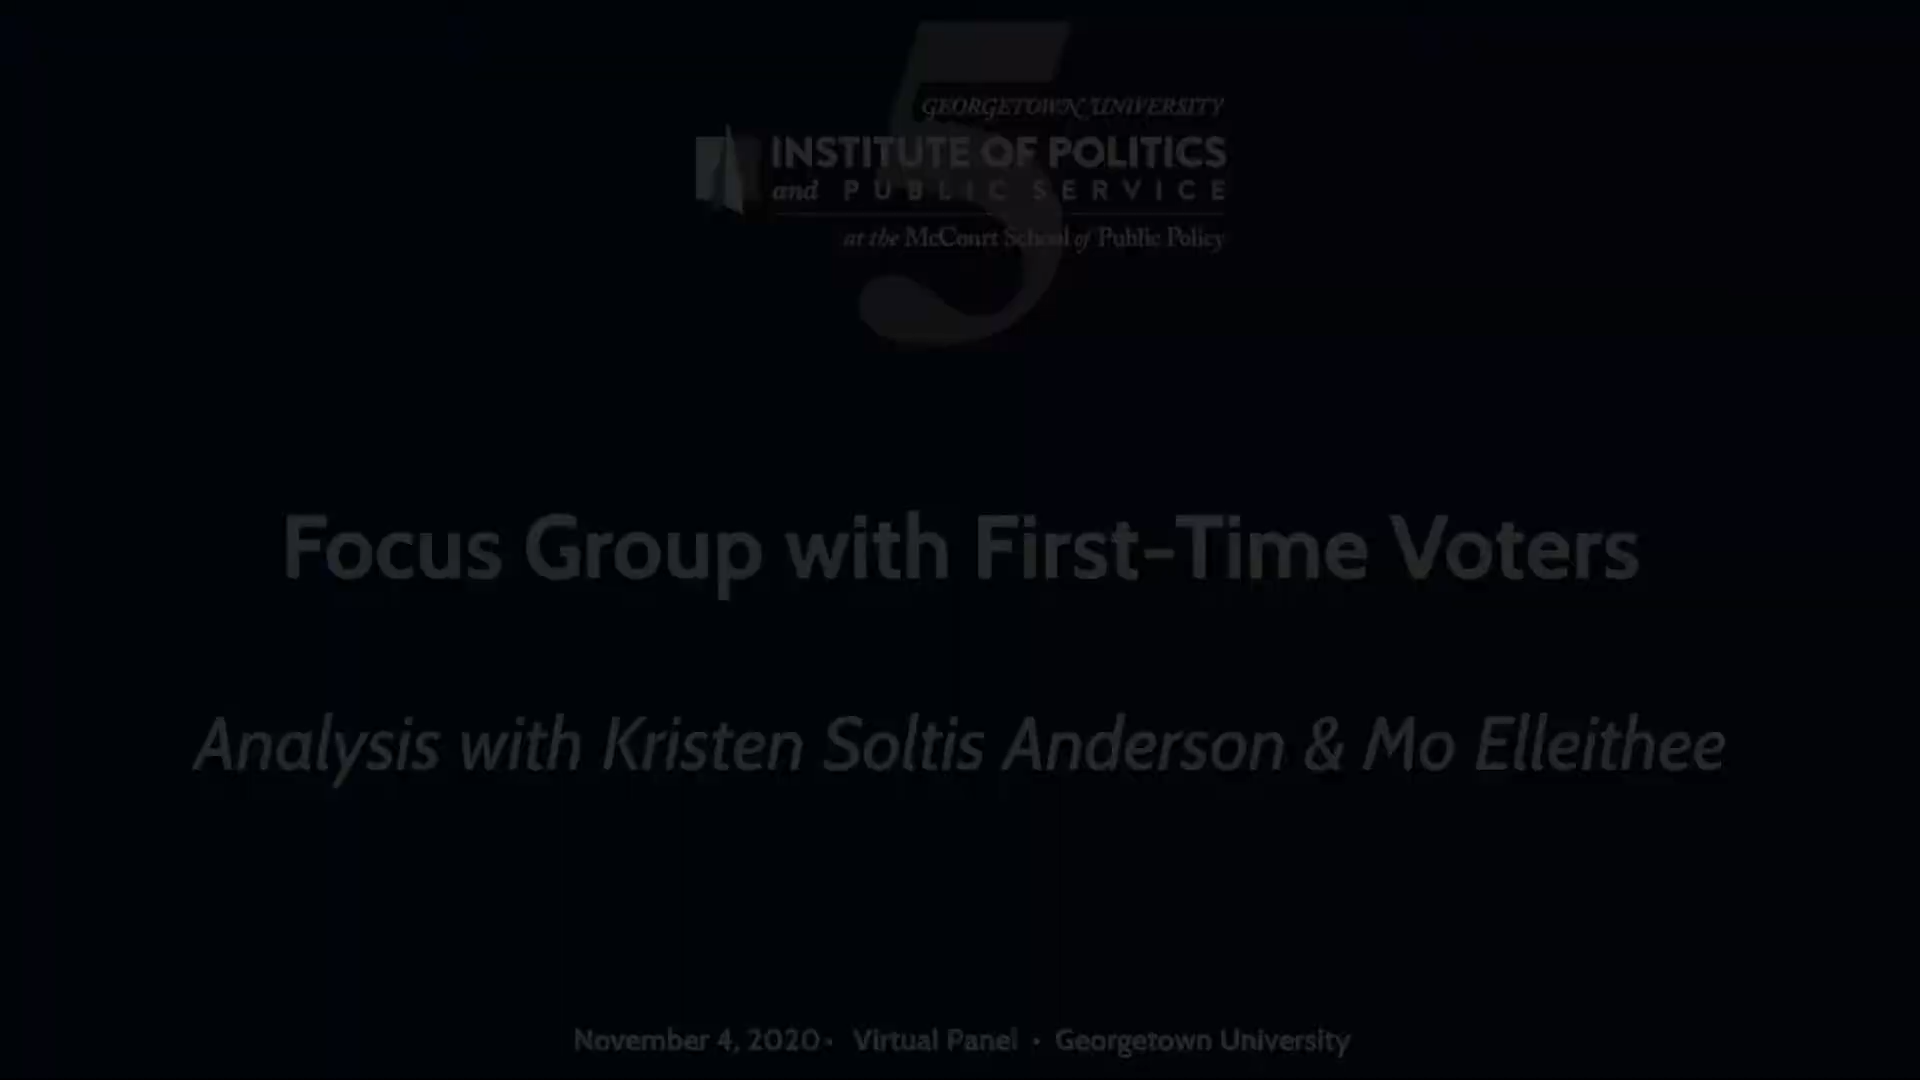 5
GEORGETOWN UNIVERSITY
INSTITUTE OF POLITICS
and PUBLIC SERVICE
at the McCourt School of Public Policy
Focus Group with First-Time Voters
Analysis with Kristen Soltis Anderson & Mo Elleithee
November 4, 2020 · Virtual Panel · Georgetown University